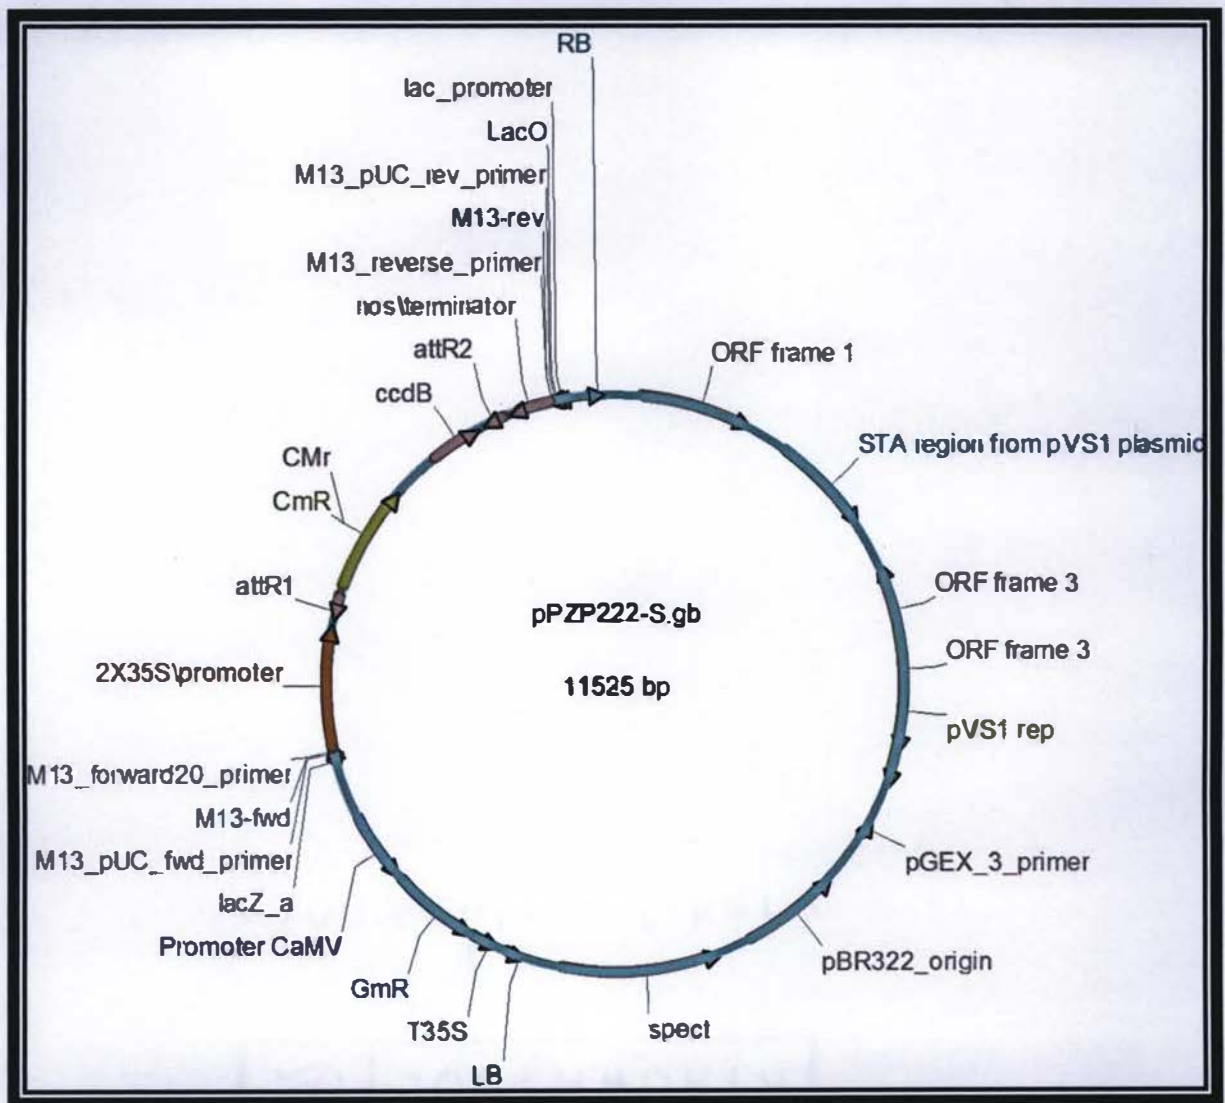 RB
lac_promoter
LacO
M13_pUC_rev_primer
M13-rev
M13_reverse_primer
nos\terminator
attR2
ccdB
CMr
CmR
attR1
2X35S\promoter
M13_forward20_primer
M13-fwd
M13_pUC_fwd_primer
lacZ_a
Promoter CaMV
GmR
T35S
LB
ORF frame 1
STA region from pVS1 plasmic
ORF frame 3
ORF frame 3
pVS1 rep
pGEX_3_primer
pBR322_origin
spect
pPZP222-S.gb
11525 bp